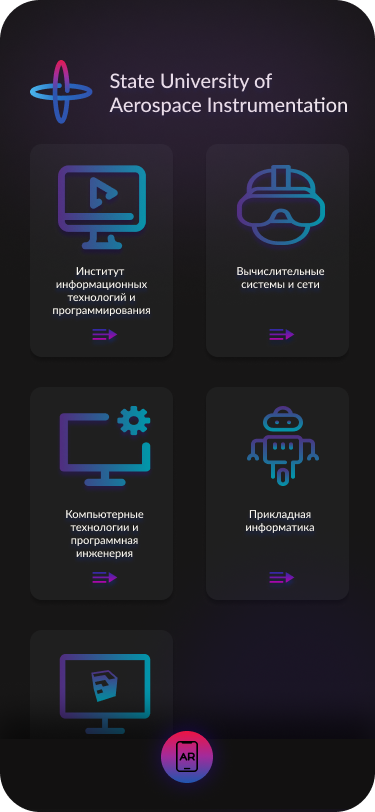 State University of
Aerospace Instrumentation
Институт
информационных
технологий и
программирования
Вычислительные
системы и сети
Компьютерные
технологии и
программная
инженерия
Прикладная
информатика
AR